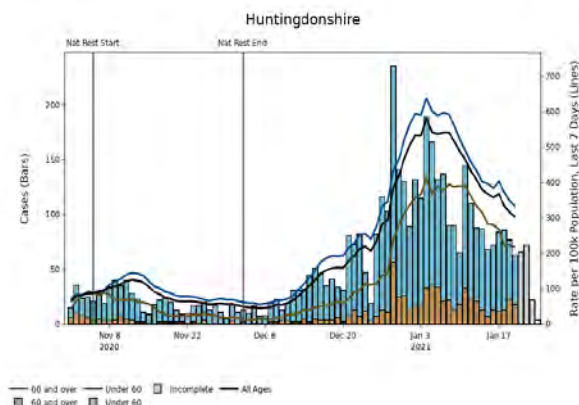 Huntingdonshire
Nat Rest Start
Nat Rest End
Cases (Bars)
200
150
100
50
0
Rate per 100k Population, Last 7 Days (Lines)
700
600
500
400
300
200
100
0
Nov 8
2020
Nov 22
Dec 6
Dec 20
Jan 3
2021
Jan 17
60 and over Under 60 Incomplete All Ages
60 and over Under 60